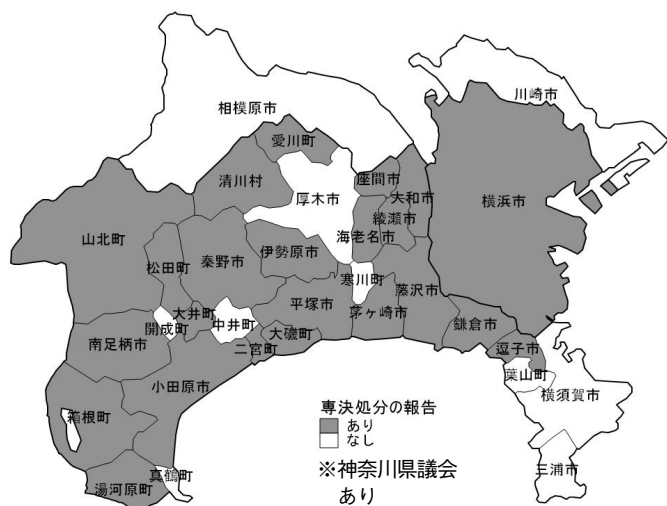 川崎市
相模原市
愛川町
座間市
清川村
厚木市
大和市
横浜市
綾瀬市
海老名市
山北町
秦野市
伊勢原市
松田町
寒川町
藤沢市
大井町
平塚市
茅ヶ崎市
鎌倉市
開成町
中井町
南足柄市
大磯町
二宮町
逗子市
葉山町
小田原市
横須賀市
箱根町
専決処分の報告
あり
なし
三浦市
真鶴町
湯河原町
※神奈川県議会
あり